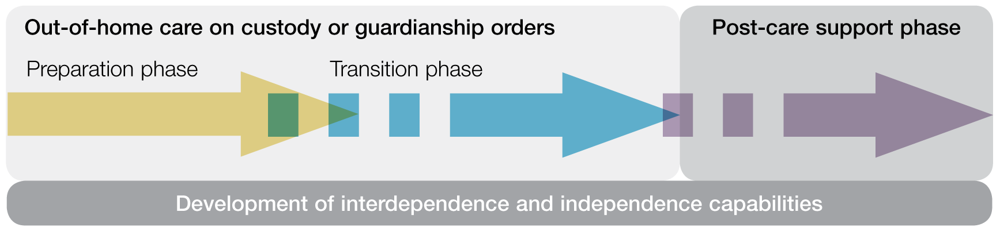 Out-of-home care on custody or guardianship orders
Post-care support phase
Preparation phase
Transition phase
Development of interdependence and independence capabilities